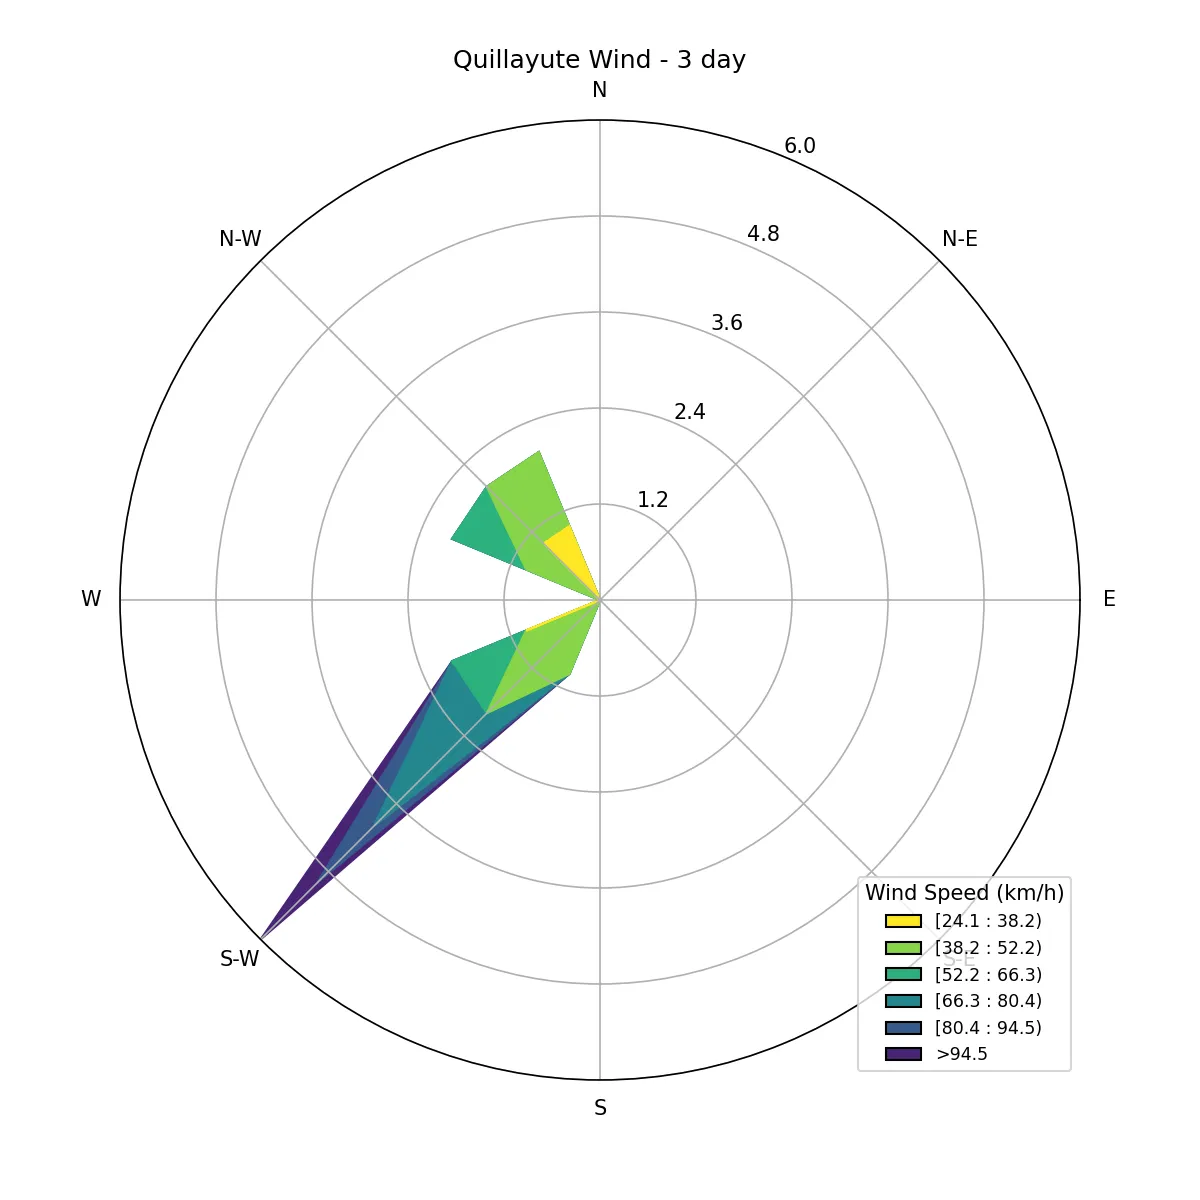 Quillayute Wind - 3 day
N
6.0
N-W
N-E
4.8
3.6
2.4
1.2
W
E
S-W
S-E
Wind Speed (km/h)
[24.1 : 38.2)
[38.2 : 52.2)
[52.2 : 66.3)
[66.3 : 80.4)
[80.4 : 94.5)
>94.5
S